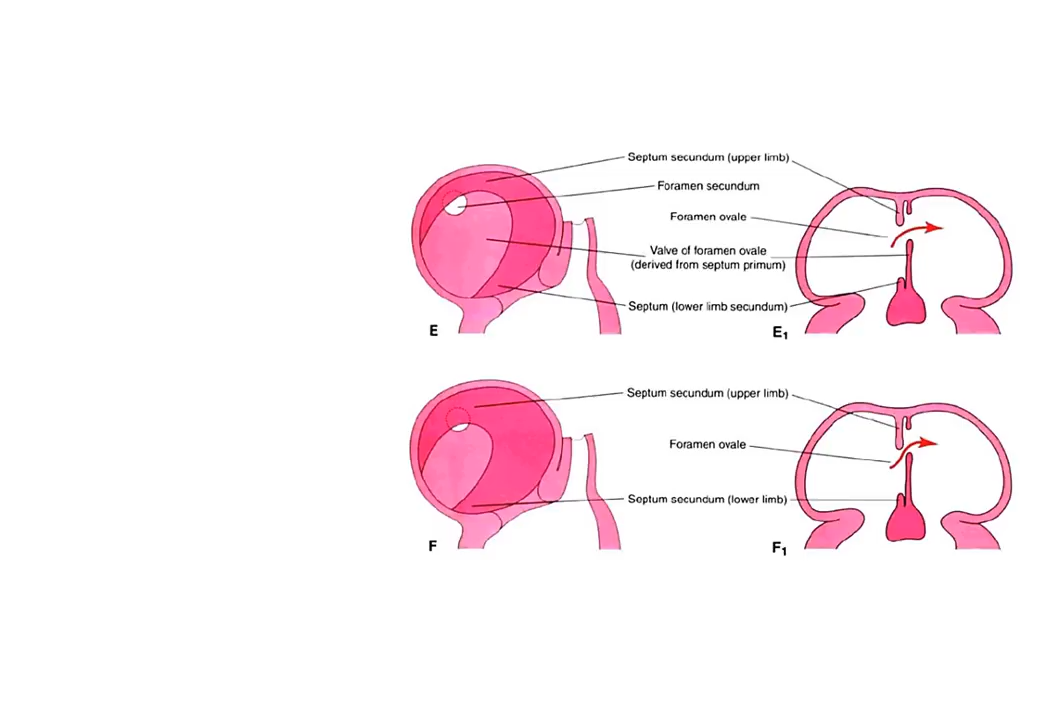 Septum secundum (upper limb)
Foramen secundum
Foramen ovale
Valve of foramen ovale
(derived from septum primum)
Septum (lower limb secundum)
E
E1
Septum secundum (upper limb)
Foramen ovale
Septum secundum (lower limb)
F
F1